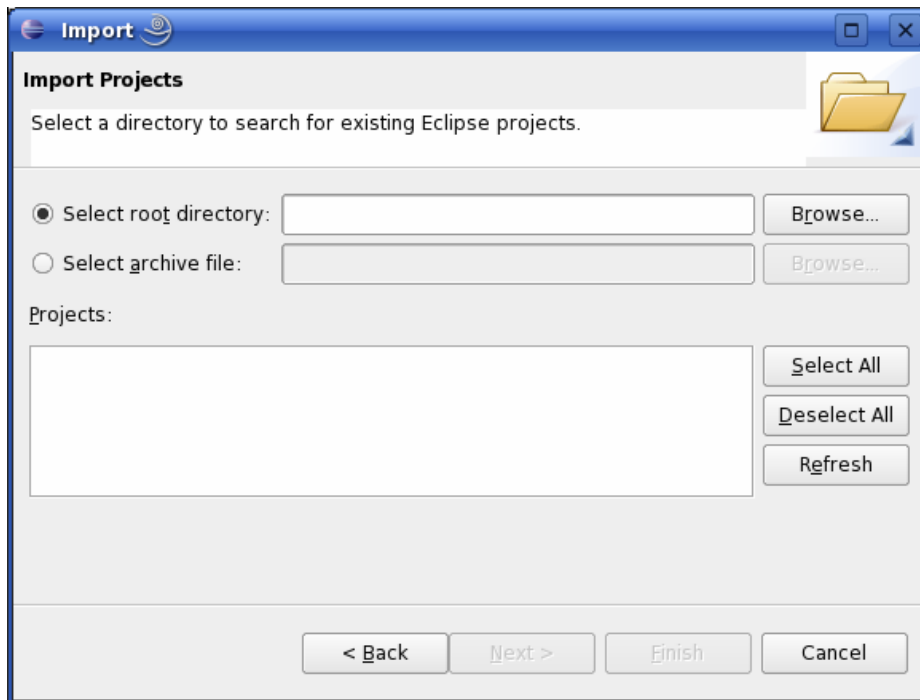 Import
Import Projects
Select a directory to search for existing Eclipse projects.
Select root directory:
Browse...
Select archive file:
Browse...
Projects:
Select All
Deselect All
Refresh
< Back
Next >
Finish
Cancel